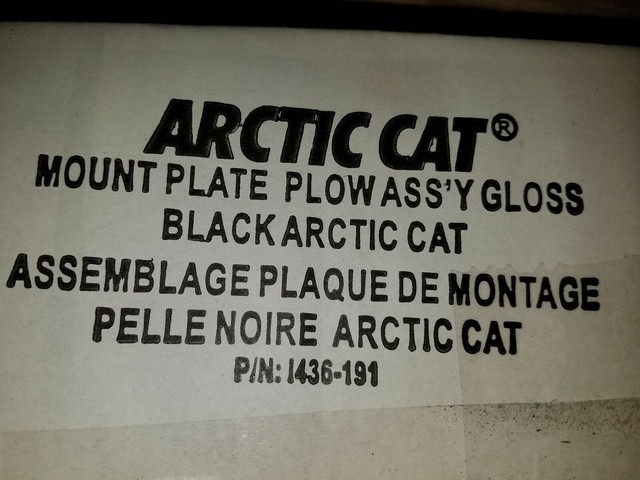 ARCTIC CAT®
MOUNT PLATE PLOW ASS'Y GLOSS
BLACK ARCTIC CAT
ASSEMBLAGE PLAQUE DE MONTAGE
PELLE NOIRE ARCTIC CAT
P/N: 1436-191